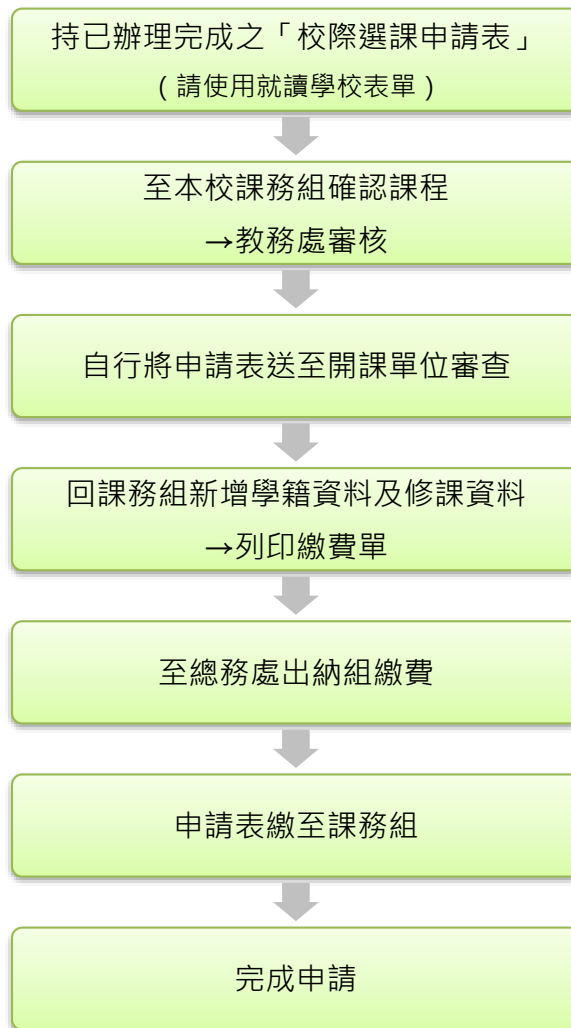 持已辦理完成之「校際選課申請表」
（請使用就讀學校表單）
至本校課務組確認課程
→教務處審核
自行將申請表送至開課單位審查
回課務組新增學籍資料及修課資料
→列印繳費單
至總務處出納組繳費
申請表繳至課務組
完成申請